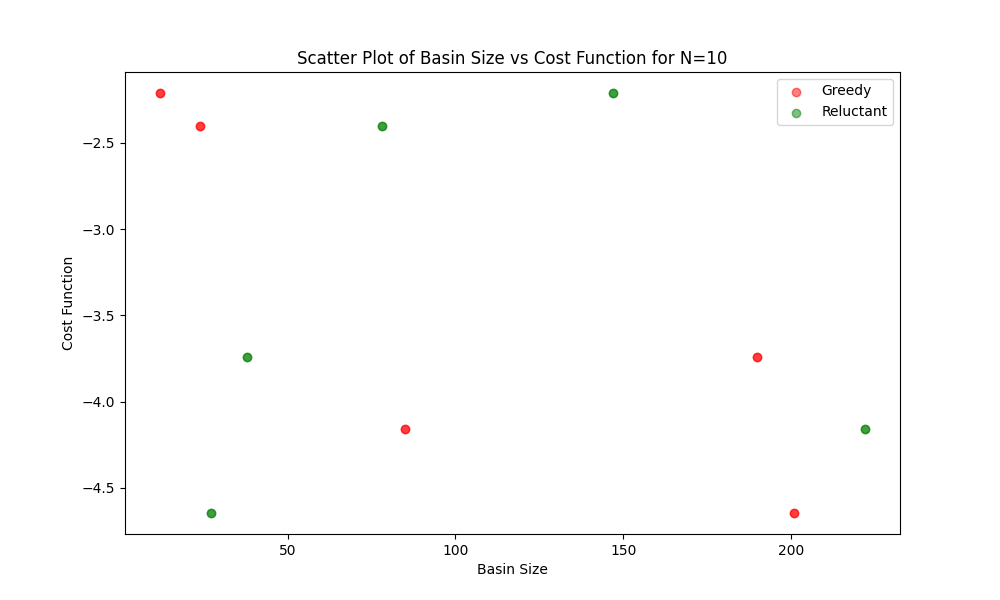 Scatter Plot of Basin Size vs Cost Function for N=10
Greedy
Reluctant
Cost Function
−2.5
−3.0
−3.5
−4.0
−4.5
50
100
150
200
Basin Size